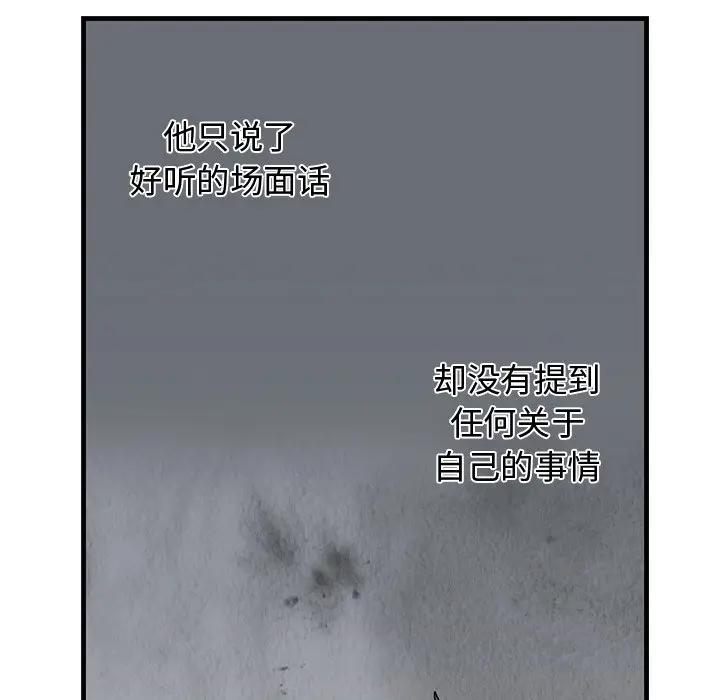 他只说了
好听的场面话
却没有提到
任何关于
自己的事情